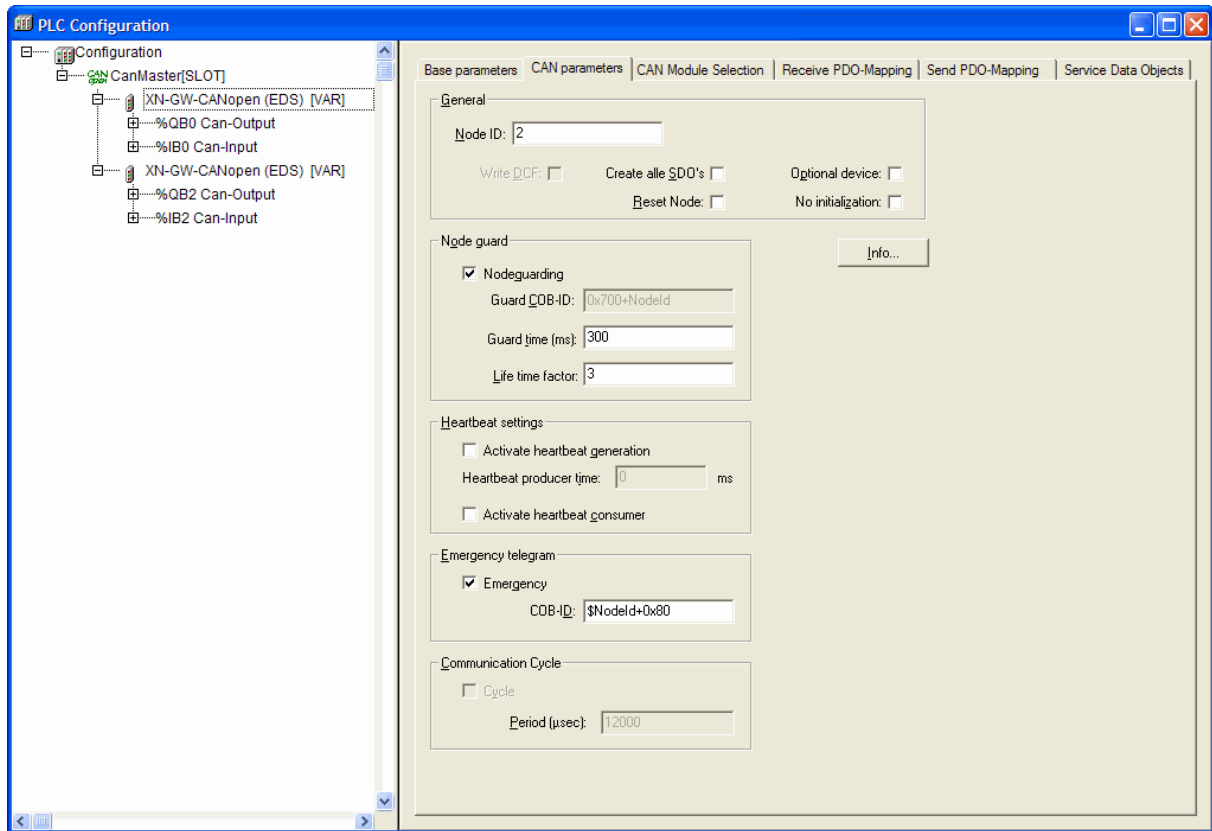 PLC Configuration
Configuration
CAN open CanMaster[SLOT]
XN-GW-CANopen (EDS) [VAR]
%QB0 Can-Output
%IB0 Can-Input
XN-GW-CANopen (EDS) [VAR]
%QB2 Can-Output
%IB2 Can-Input
Base parameters CAN parameters CAN Module Selection Receive PDO-Mapping Send PDO-Mapping Service Data Objects
General
Node ID: 2
Write DCF: Create alle SDO's Optional device:
Reset Node: No initialization:
Node guard
Info...
Nodeguarding
Guard COB-ID: 0x700+NodeId
Guard time (ms): 300
Life time factor: 3
Heartbeat settings
Activate heartbeat generation
Heartbeat producer time: 0 ms
Activate heartbeat consumer
Emergency telegram
Emergency
COB-ID: $NodeId+0x80
Communication Cycle
Cycle
Period (µsec): 12000